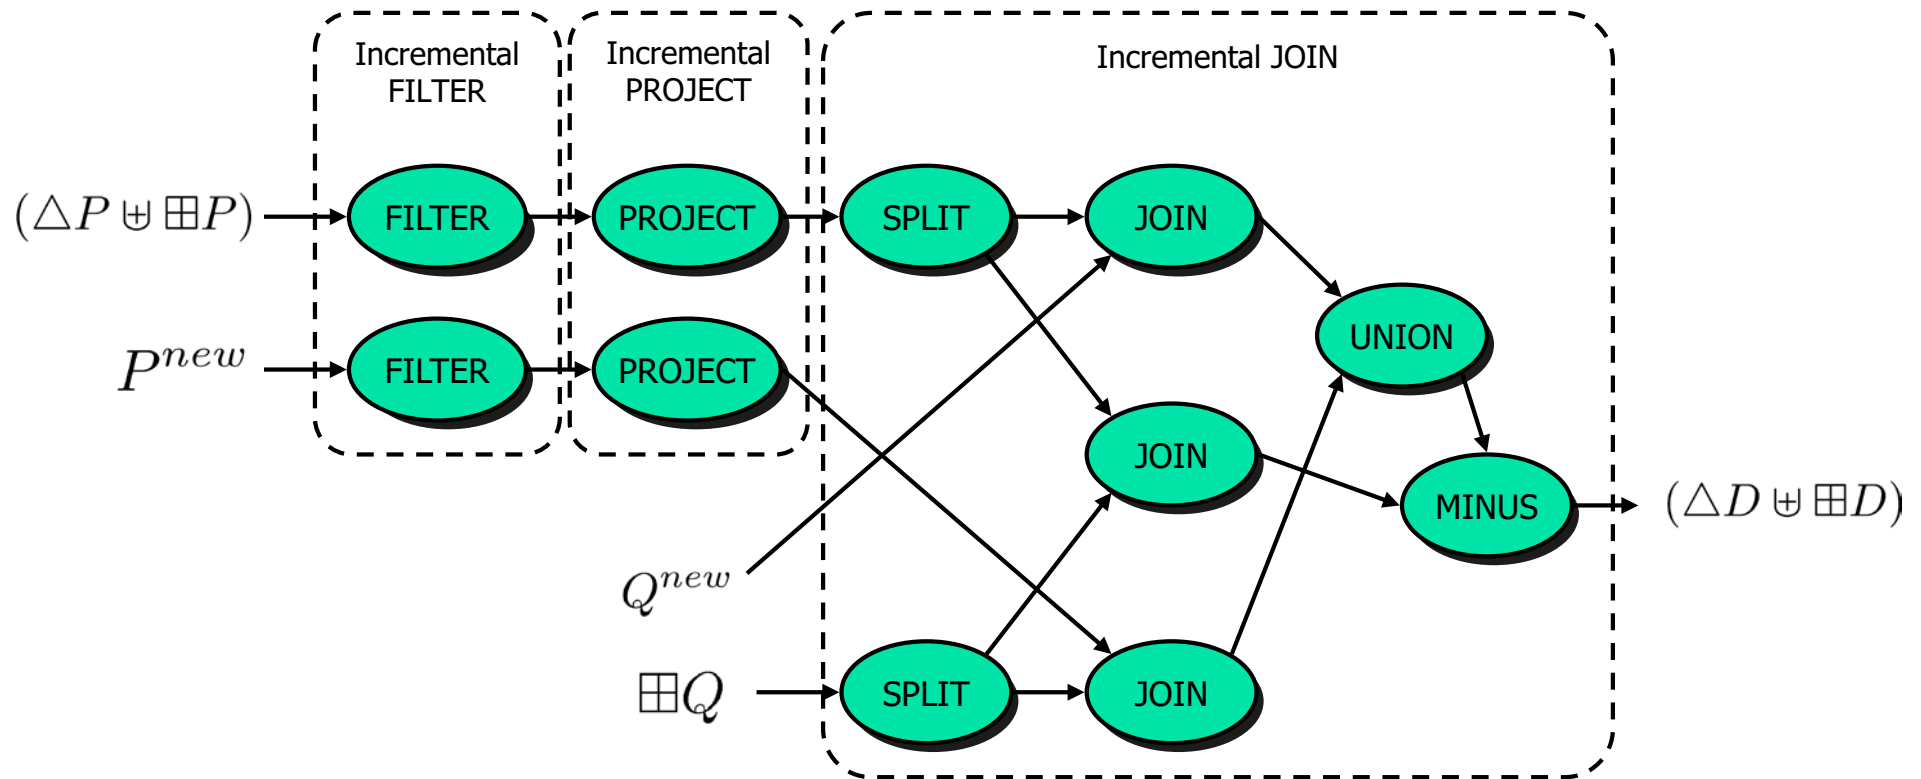 Incremental
FILTER
Incremental
PROJECT
Incremental JOIN
(△P ⊎ ⊞P)
FILTER
PROJECT
SPLIT
JOIN
P^{new}
FILTER
PROJECT
UNION
JOIN
MINUS
(△D ⊎ ⊞D)
Q^{new}
⊞Q
SPLIT
JOIN